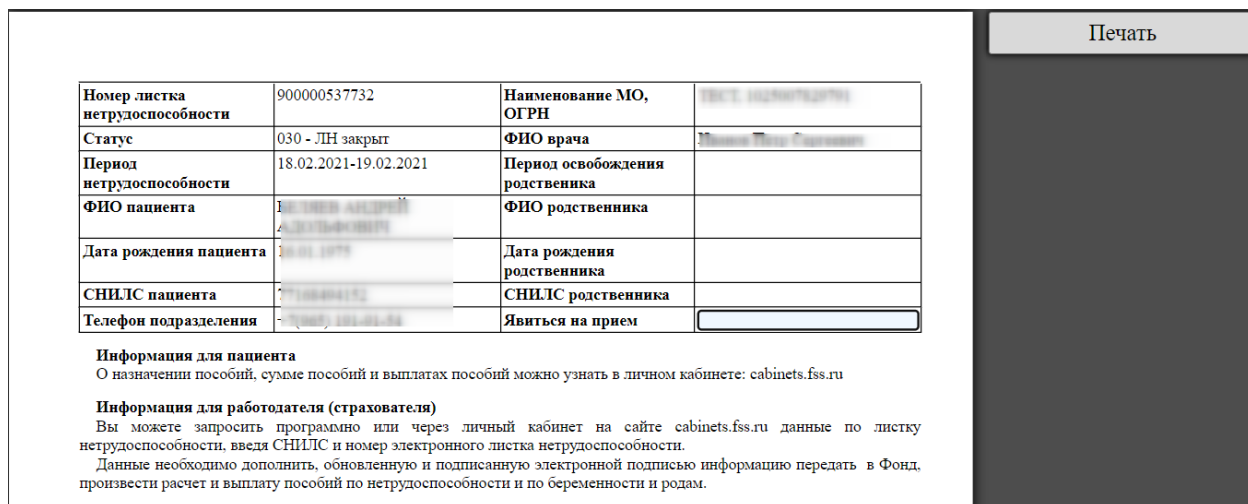 Печать
Номер листка нетрудоспособности 900000537732 Наименование МО, ОГРН
Статус 030 - ЛН закрыт ФИО врача
Период нетрудоспособности 18.02.2021-19.02.2021 Период освобождения родственика
ФИО пациента ФИО родственника
Дата рождения пациента Дата рождения родственника
СНИЛС пациента СНИЛС родственника
Телефон подразделения Явиться на прием
Информация для пациента
О назначении пособий, сумме пособий и выплатах пособий можно узнать в личном кабинете: cabinets.fss.ru
Информация для работодателя (страхователя)
Вы можете запросить программно или через личный кабинет на сайте cabinets.fss.ru данные по листку
нетрудоспособности, введя СНИЛС и номер электронного листка нетрудоспособности.
Данные необходимо дополнить, обновленную и подписанную электронной подписью информацию передать в Фонд,
произвести расчет и выплату пособий по нетрудоспособности и по беременности и родам.